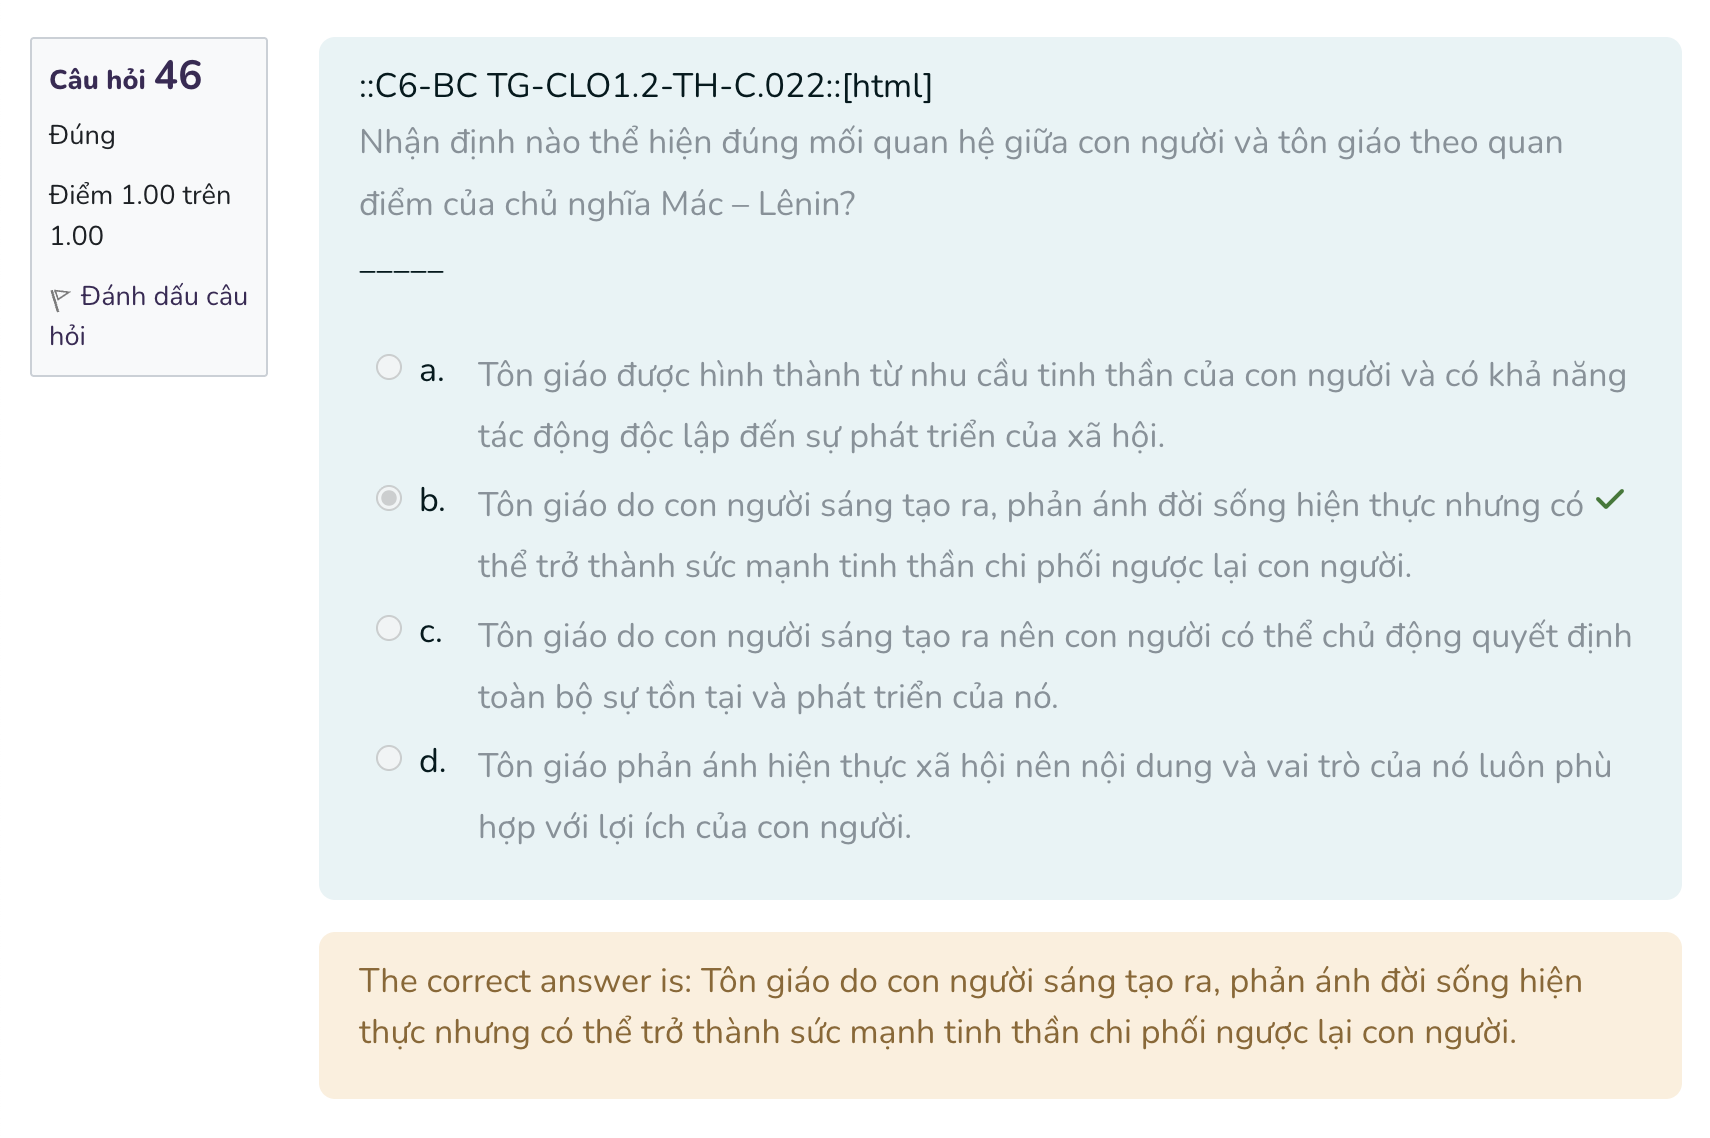 Câu hỏi 46
Đúng
Điểm 1.00 trên
1.00
Đánh dấu câu
hỏi
::C6-BC TG-CLO1.2-TH-C.022::[html]
Nhận định nào thể hiện đúng mối quan hệ giữa con người và tôn giáo theo quan
điểm của chủ nghĩa Mác – Lênin?
_____
a. Tôn giáo được hình thành từ nhu cầu tinh thần của con người và có khả năng
tác động độc lập đến sự phát triển của xã hội.
b. Tôn giáo do con người sáng tạo ra, phản ánh đời sống hiện thực nhưng có
thể trở thành sức mạnh tinh thần chi phối ngược lại con người.
c. Tôn giáo do con người sáng tạo ra nên con người có thể chủ động quyết định
toàn bộ sự tồn tại và phát triển của nó.
d. Tôn giáo phản ánh hiện thực xã hội nên nội dung và vai trò của nó luôn phù
hợp với lợi ích của con người.
The correct answer is: Tôn giáo do con người sáng tạo ra, phản ánh đời sống hiện
thực nhưng có thể trở thành sức mạnh tinh thần chi phối ngược lại con người.